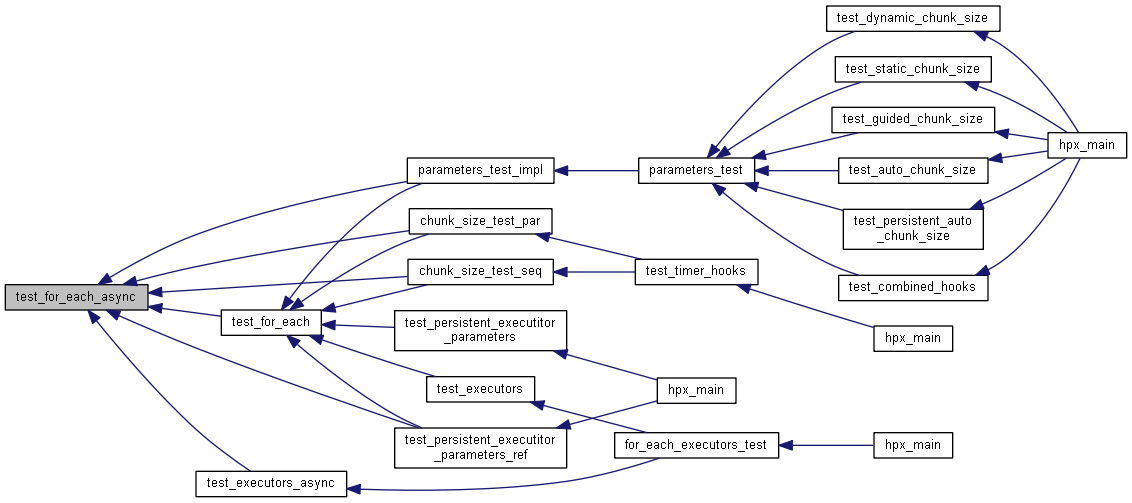 test_dynamic_chunk_size
test_static_chunk_size
test_guided_chunk_size
hpx_main
parameters_test_impl
parameters_test
test_auto_chunk_size
chunk_size_test_par
test_persistent_auto
_chunk_size
chunk_size_test_seq
test_timer_hooks
test_combined_hooks
test_for_each_async
test_for_each
test_persistent_executitor
_parameters
hpx_main
test_executors
hpx_main
test_persistent_executitor
_parameters_ref
for_each_executors_test
hpx_main
test_executors_async